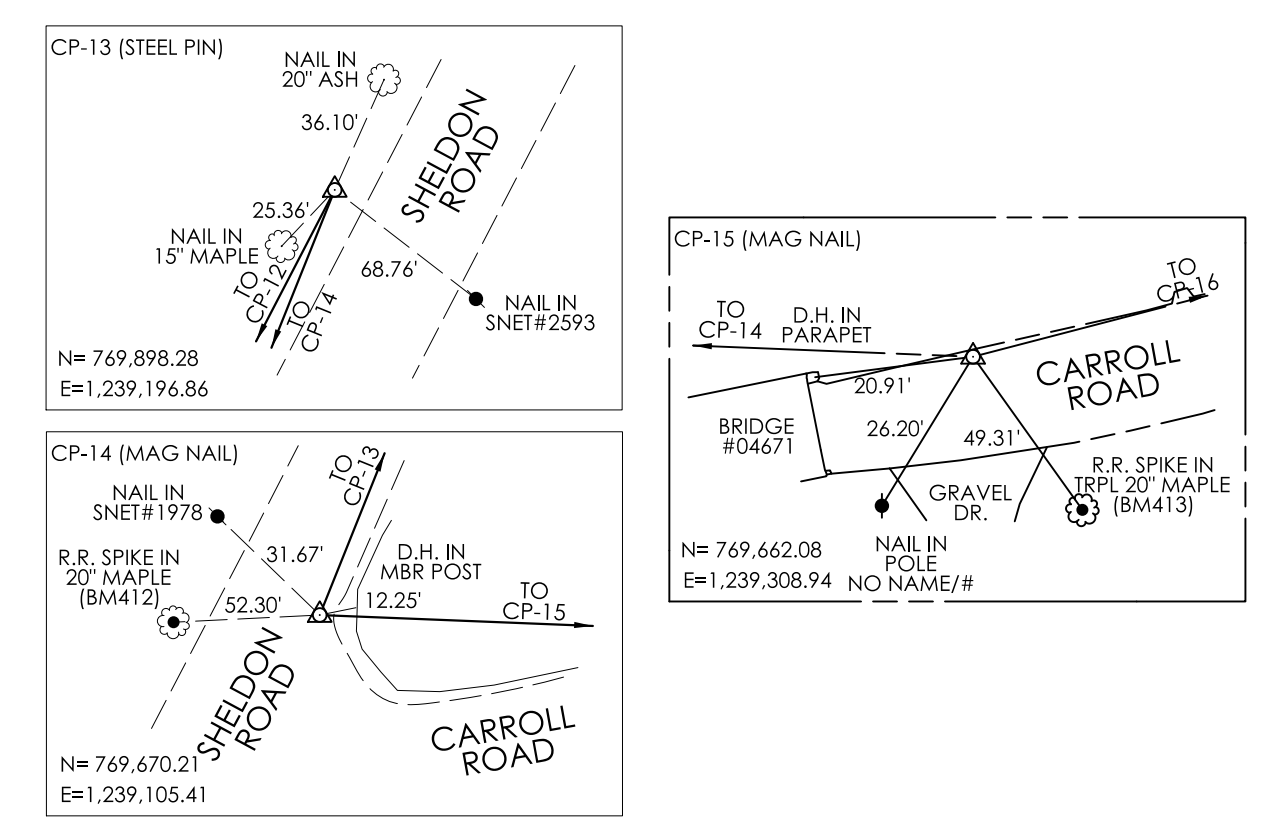 CP-13 (STEEL PIN)
NAIL IN
20" ASH
36.10'
SHELDON
ROAD
25.36'
NAIL IN
15" MAPLE
68.76'
TO
CP-12
TO
CP-14
NAIL IN
SNET#2593
N= 769,898.28
E=1,239,196.86
CP-14 (MAG NAIL)
TO
CP-13
NAIL IN
SNET#1978
31.67'
D.H. IN
MBR POST
R.R. SPIKE IN
20" MAPLE
(BM412)
52.30'
12.25'
TO
CP-15
SHELDON
ROAD
CARROLL
ROAD
N= 769,670.21
E=1,239,105.41
CP-15 (MAG NAIL)
TO
CP-16
TO
CP-14
D.H. IN
PARAPET
CARROLL
ROAD
20.91'
BRIDGE
#04671
26.20'
49.31'
R.R. SPIKE IN
TRPL 20" MAPLE
(BM413)
GRAVEL
DR.
NAIL IN
POLE
NO NAME/#
N= 769,662.08
E=1,239,308.94